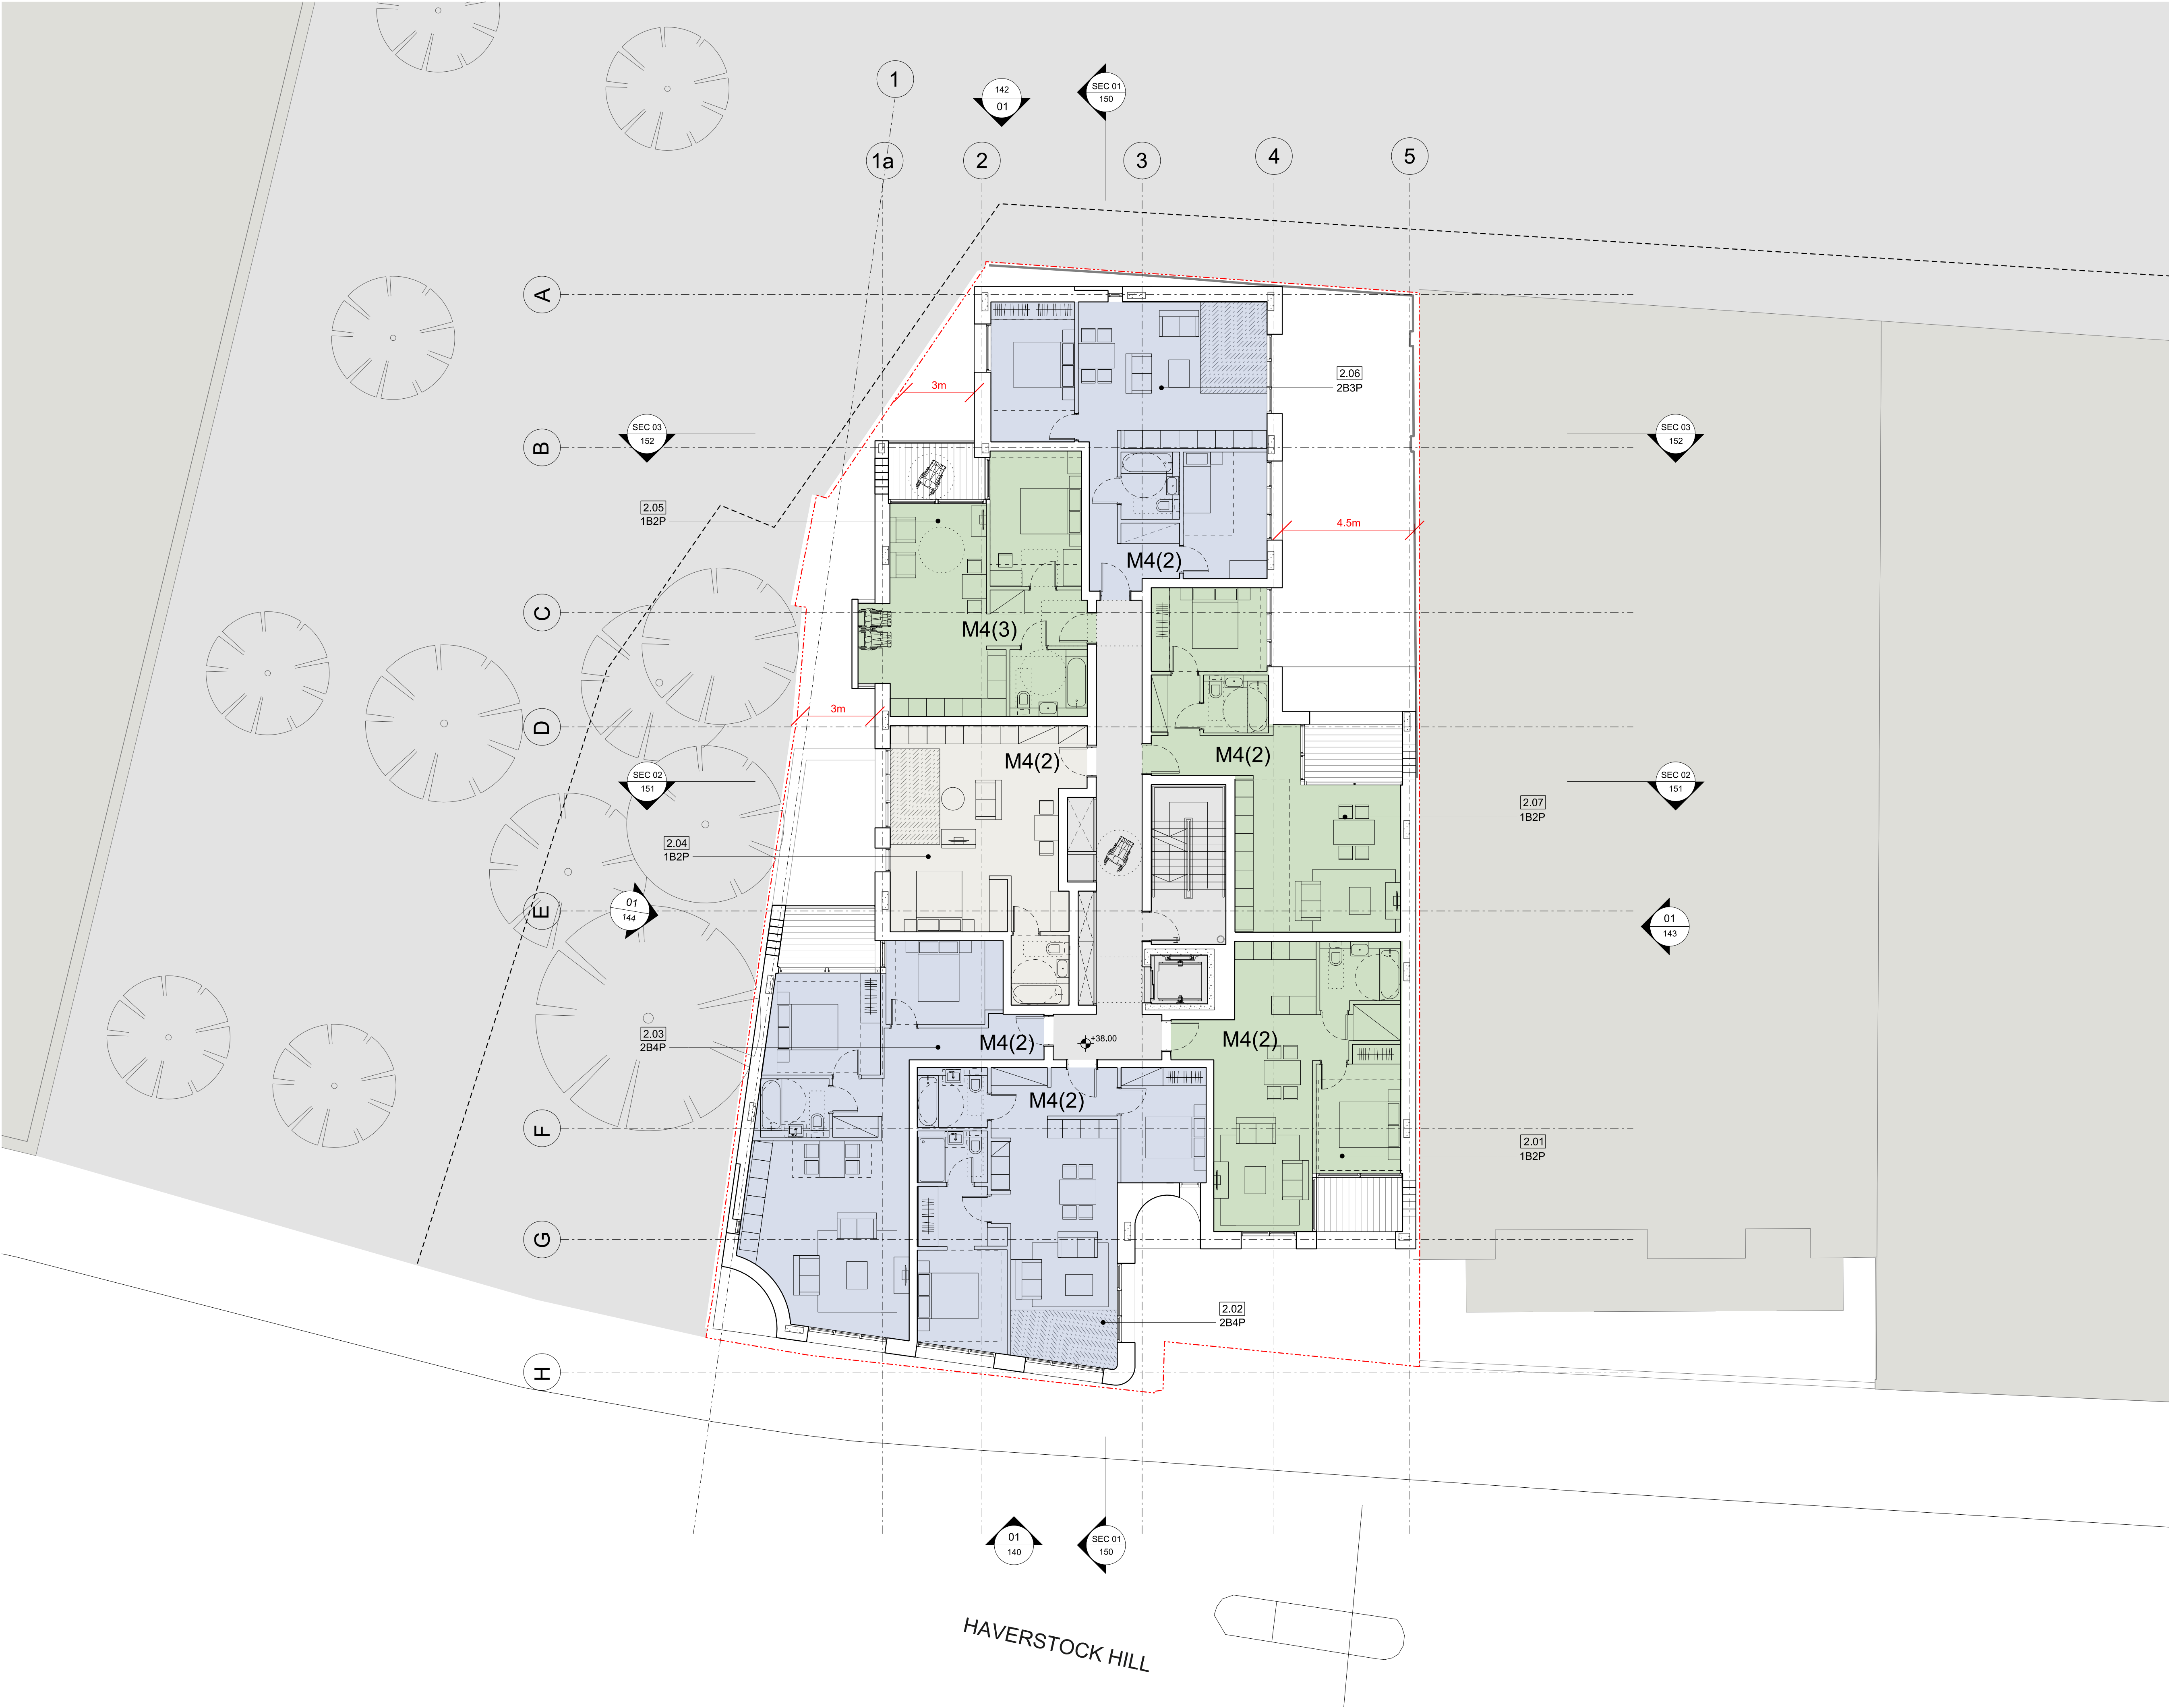 1
142
01
SEC 01
150
1a
2
3
4
5
A
3m
2.06
2B3P
B
SEC 03
152
SEC 03
152
2.05
1B2P
4.5m
M4(2)
C
M4(3)
3m
D
M4(2)
M4(2)
SEC 02
151
SEC 02
151
2.07
1B2P
2.04
1B2P
E
01
144
01
143
2.03
2B4P
M4(2)
+38.00
M4(2)
M4(2)
F
2.01
1B2P
G
2.02
2B4P
H
01
140
SEC 01
150
HAVERSTOCK HILL